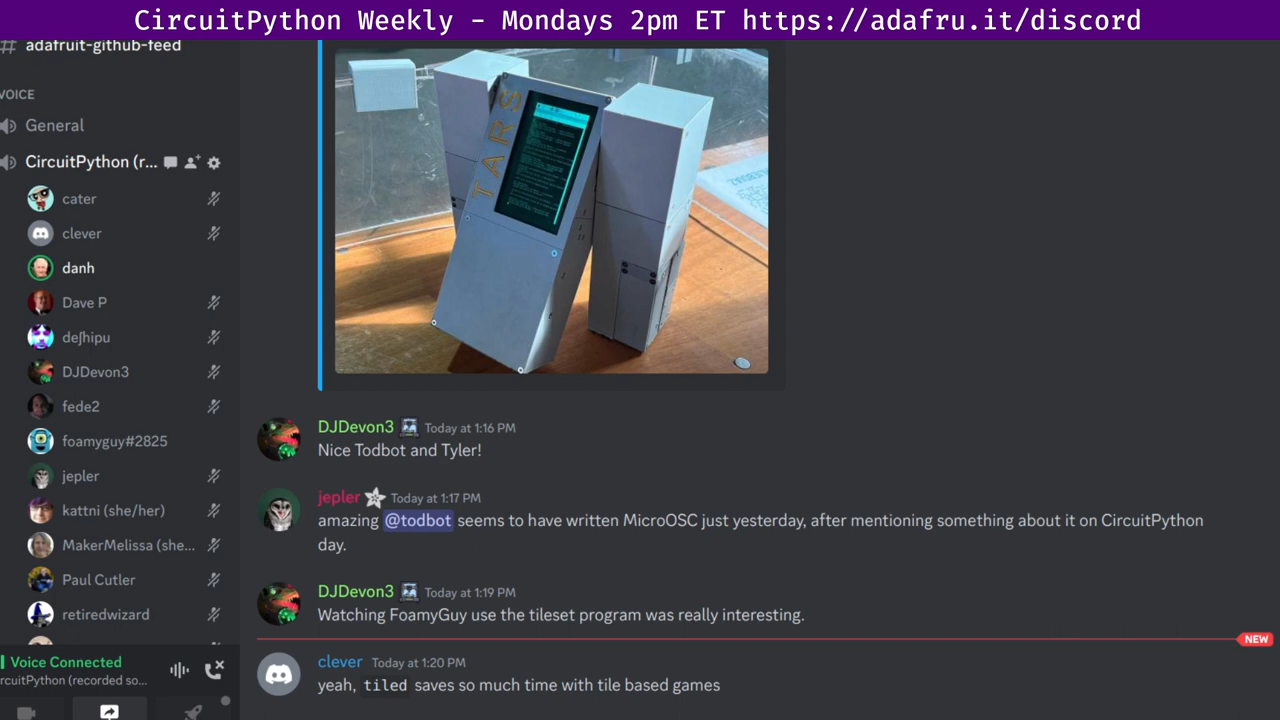 CircuitPython Weekly - Mondays 2pm ET https://adafru.it/discord
# adafruit-github-feed
VOICE
General
CircuitPython (r...
cater
clever
danh
Dave P
deʃhipu
DJDevon3
fede2
foamyguy#2825
jepler
kattni (she/her)
MakerMelissa (she...
Paul Cutler
retiredwizard
Voice Connected
rcuitPython (recorded so...
TARS
DJDevon3 Today at 1:16 PM
Nice Todbot and Tyler!
jepler Today at 1:17 PM
amazing @todbot seems to have written MicroOSC just yesterday, after mentioning something about it on CircuitPython
day.
DJDevon3 Today at 1:19 PM
Watching FoamyGuy use the tileset program was really interesting.
NEW
clever Today at 1:20 PM
yeah, tiled saves so much time with tile based games